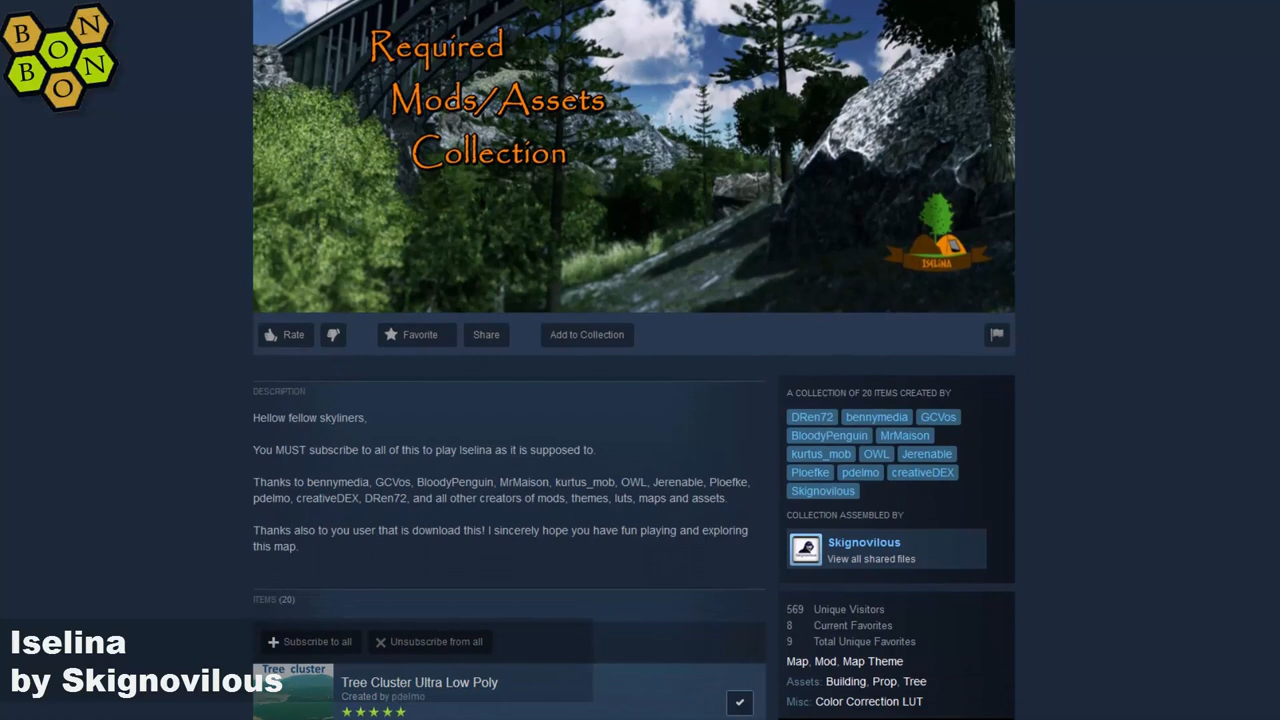 B
N
O
B
N
O
Required
Mods/Assets
Collection
ISELINA
Rate
Favorite
Share
Add to Collection
DESCRIPTION
Hellow fellow skyliners,
You MUST subscribe to all of this to play Iselina as it is supposed to.
Thanks to bennymedia, GCVos, BloodyPenguin, MrMaison, kurtus_mob, OWL, Jerenable, Ploefke,
pdelmo, creativeDEX, DRen72, and all other creators of mods, themes, luts, maps and assets.
Thanks also to you user that is download this! I sincerely hope you have fun playing and exploring
this map.
ITEMS (20)
Subscribe to all
Unsubscribe from all
Tree cluster
Tree Cluster Ultra Low Poly
Created by pdelmo
A COLLECTION OF 20 ITEMS CREATED BY
DRen72 bennymedia GCVos
BloodyPenguin MrMaison
kurtus_mob OWL Jerenable
Ploefke pdelmo creativeDEX
Skignovilous
COLLECTION ASSEMBLED BY
Skignovilous
View all shared files
569 Unique Visitors
8 Current Favorites
9 Total Unique Favorites
Map, Mod, Map Theme
Assets: Building, Prop, Tree
Misc: Color Correction LUT
Iselina
by Skignovilous